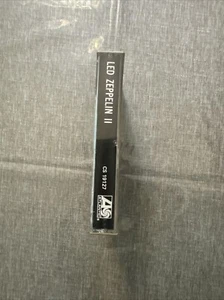 LED ZEPPELIN II
CS 19127